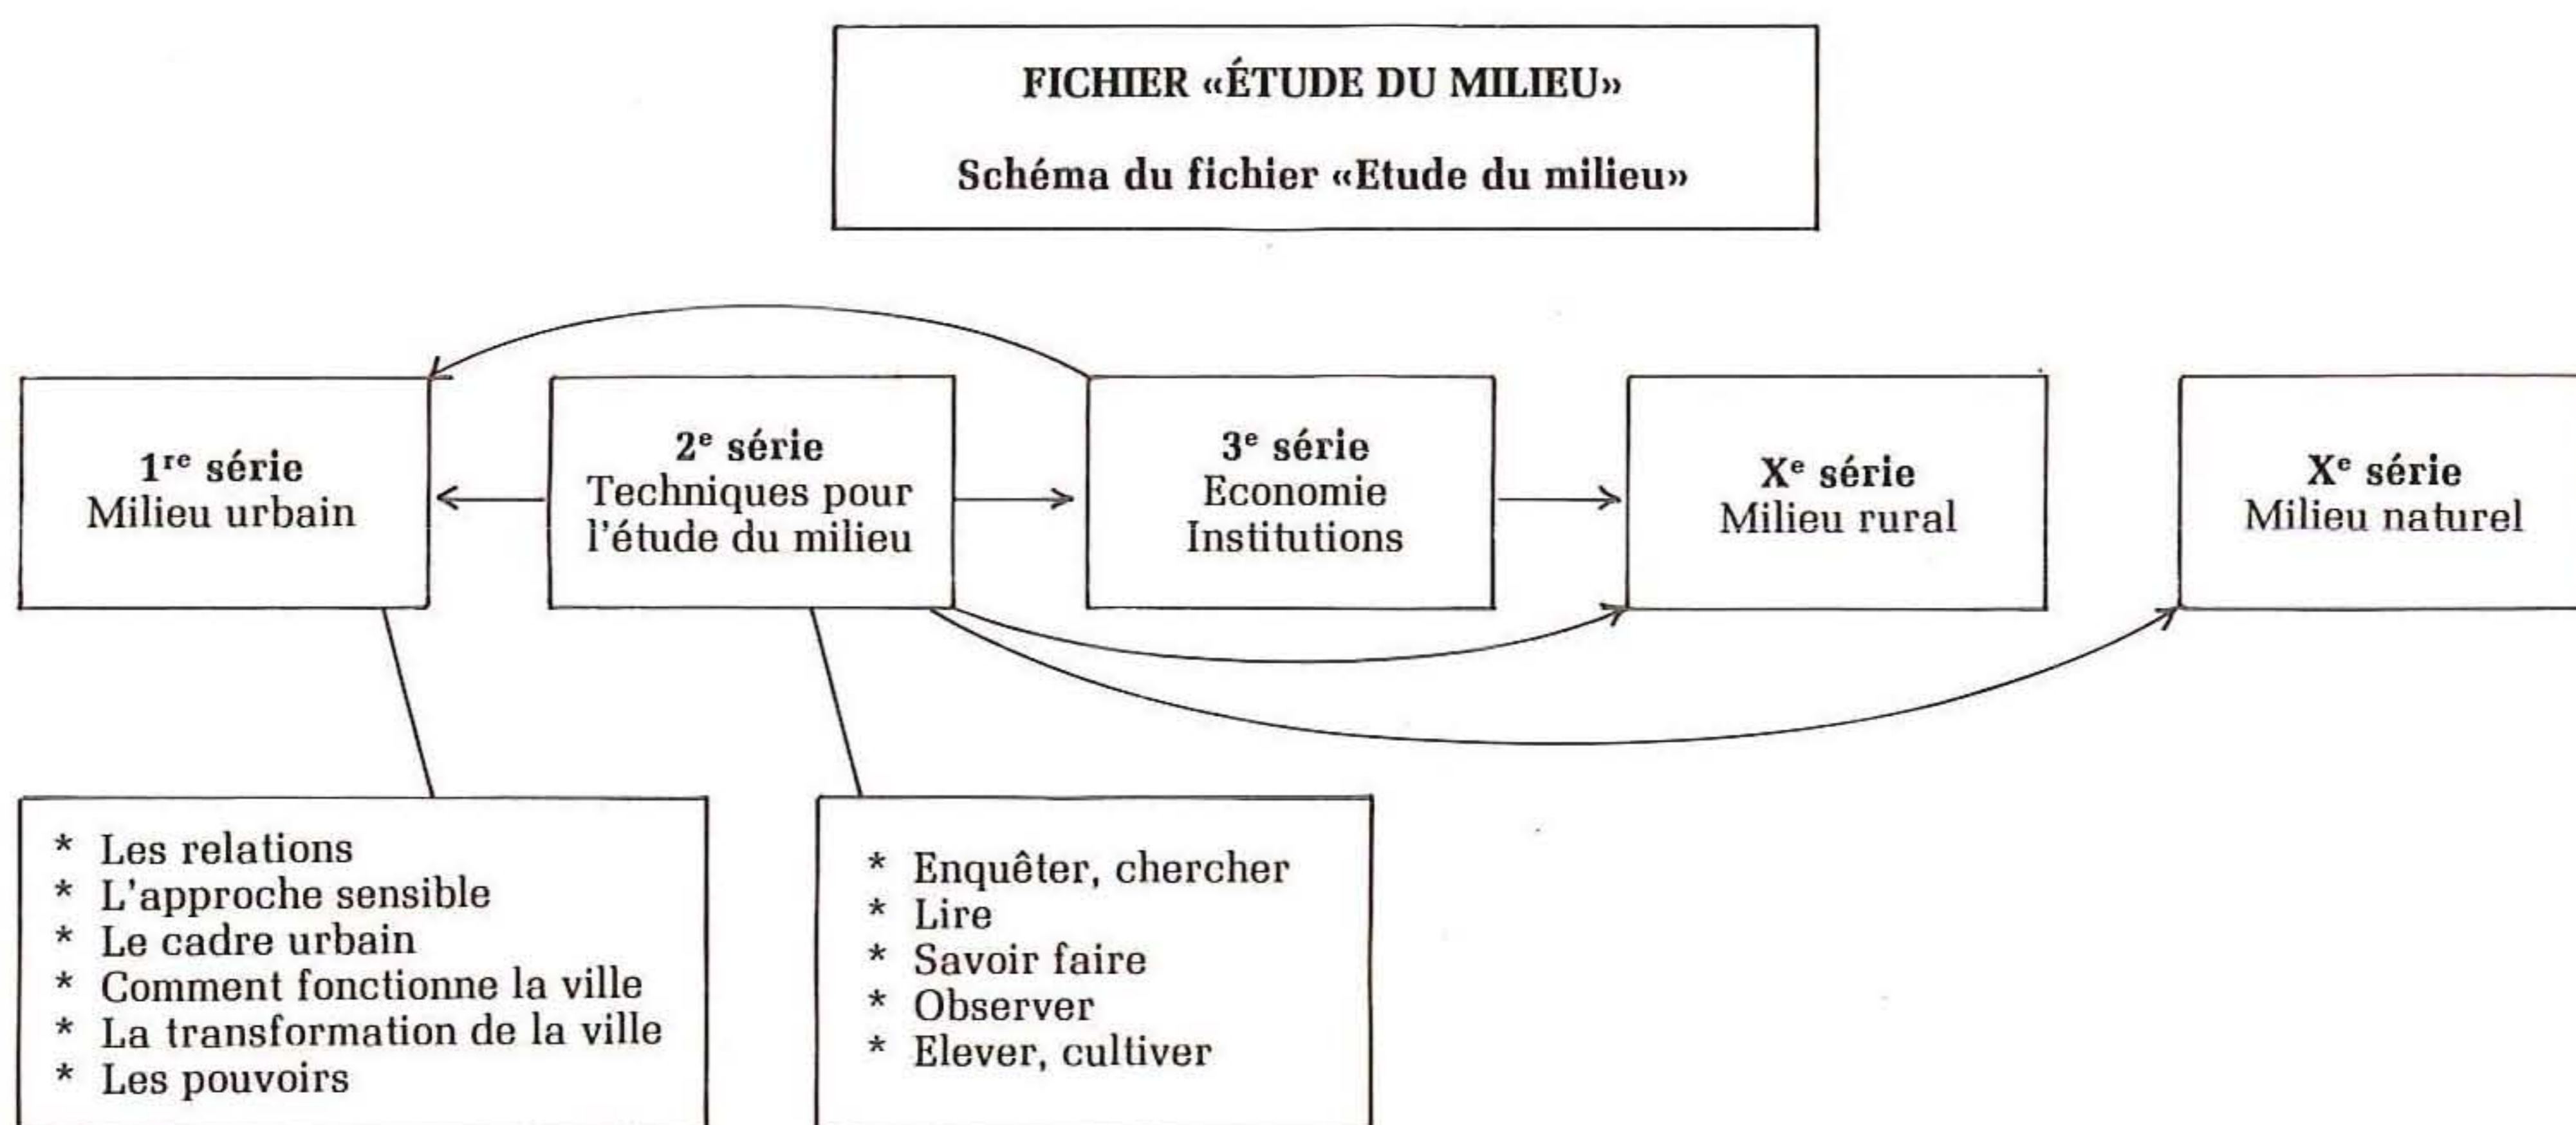 FICHIER «ÉTUDE DU MILIEU»
Schéma du fichier «Etude du milieu»
1re série
Milieu urbain
2e série
Techniques pour
l'étude du milieu
3e série
Economie
Institutions
Xe série
Milieu rural
Xe série
Milieu naturel
* Les relations
* L'approche sensible
* Le cadre urbain
* Comment fonctionne la ville
* La transformation de la ville
* Les pouvoirs
* Enquêter, chercher
* Lire
* Savoir faire
* Observer
* Elever, cultiver